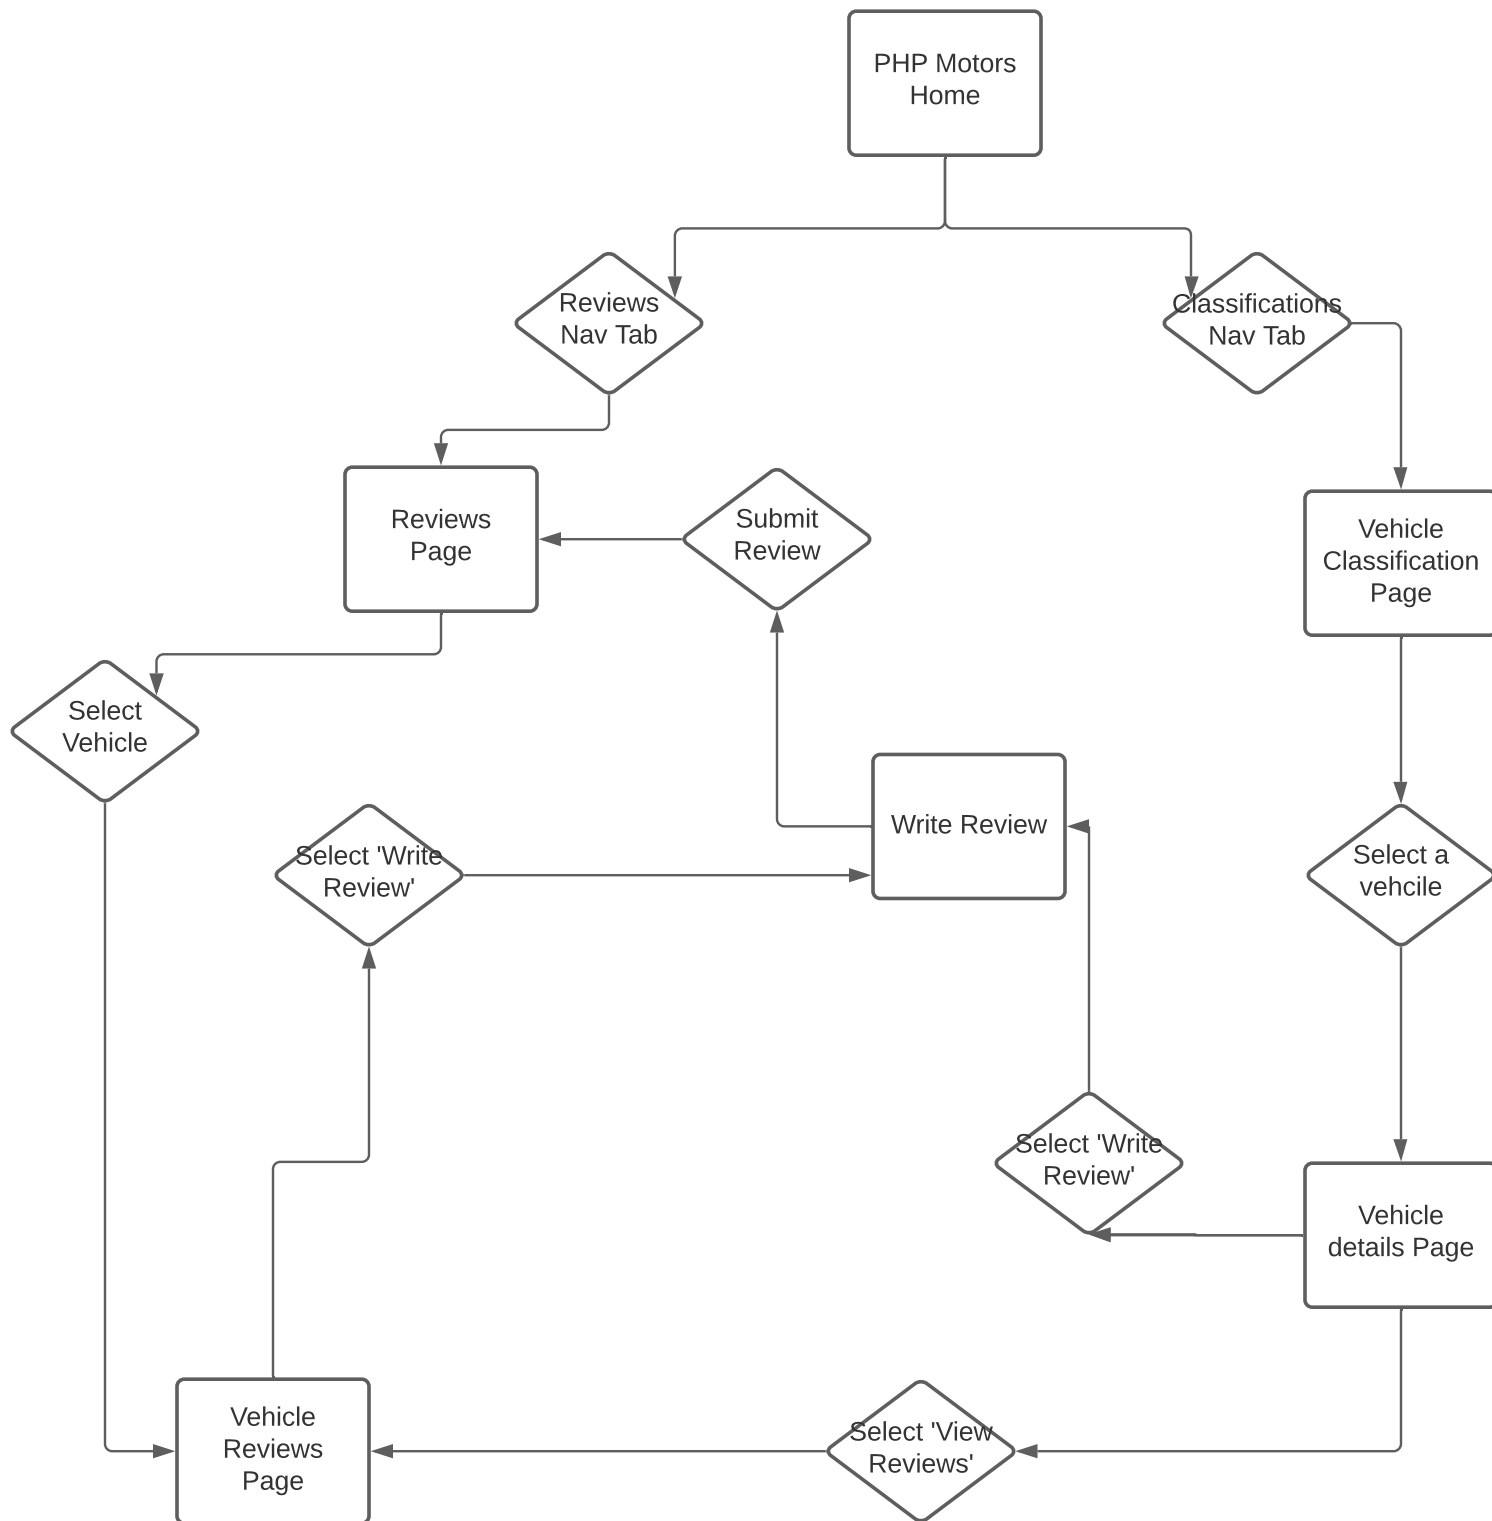 PHP Motors
Home
Reviews
Nav Tab
Classifications
Nav Tab
Reviews
Page
Submit
Review
Vehicle
Classification
Page
Select
Vehicle
Select 'Write
Review'
Write Review
Select a
vehcile
Select 'Write
Review'
Vehicle
details Page
Vehicle
Reviews
Page
Select 'View
Reviews'